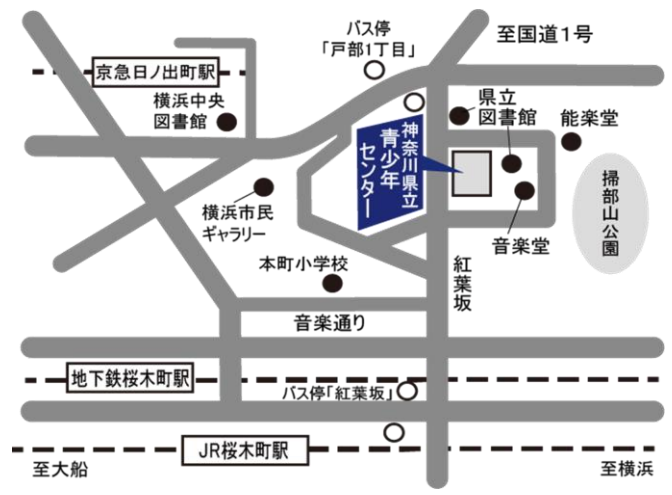 バス停
「戸部1丁目」
至国道1号
京急日ノ出町駅
横浜中央
図書館
県立
図書館
能楽堂
神奈川県立
青少年
センター
掃部山公園
横浜市民
ギャラリー
音楽堂
本町小学校
紅葉坂
音楽通り
地下鉄桜木町駅
バス停「紅葉坂」
JR桜木町駅
至大船
至横浜